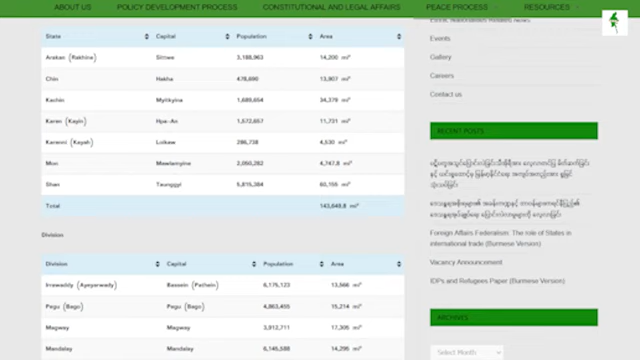 ABOUT US POLICY DEVELOPMENT PROCESS CONSTITUTIONAL AND LEGAL AFFAIRS PEACE PROCESS RESOURCES
State Capital Population Area
Arakan (Rakhine) Sittwe 3,188,963 14,200 mi²
Chin Hakha 478,690 13,907 mi²
Kachin Myitkyina 1,689,654 34,379 mi²
Karen (Kayin) Hpa-An 1,572,657 11,731 mi²
Karenni (Kayah) Loikaw 286,738 4,530 mi²
Mon Mawlamyine 2,050,282 4,747.8 mi²
Shan Taunggyi 5,815,384 60,155 mi²
Total 143,649.8 mi²
Division
Division Capital Population Area
Irrawaddy (Ayeyarwady) Bassein (Pathein) 6,175,123 13,566 mi²
Pegu (Bago) Pegu (Bago) 4,863,455 15,214 mi²
Magway Magway 3,912,711 17,305 mi²
Mandalay Mandalay 6,145,588 14,295 mi²
Ethnic Nationalities Related News
Events
Gallery
Careers
Contact us
RECENT POSTS
Foreign Affairs Federalism: The role of States in
international trade (Burmese Version)
Vacancy Announcement
IDPs and Refugees Paper (Burmese Version)
ARCHIVES
Select Month